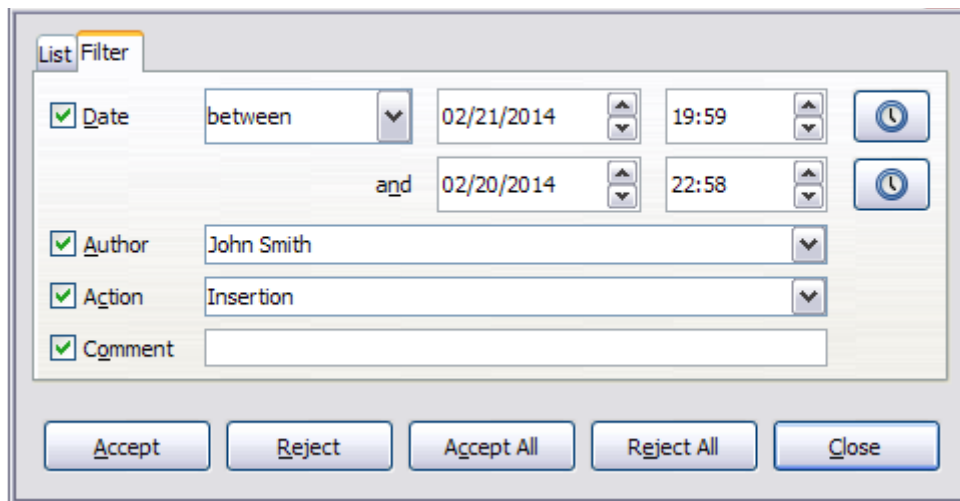 List Filter
Date between 02/21/2014 19:59
and 02/20/2014 22:58
Author John Smith
Action Insertion
Comment
Accept Reject Accept All Reject All Close